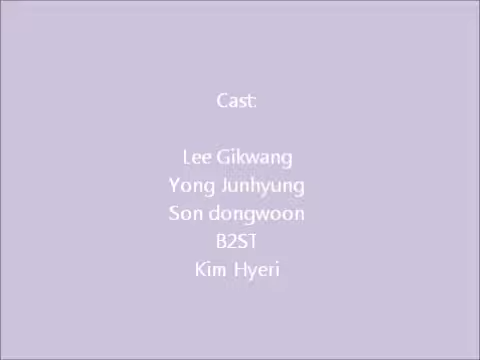 Cast:
Lee Gikwang
Yong Junhyung
Son dongwoon
B2ST
Kim Hyeri